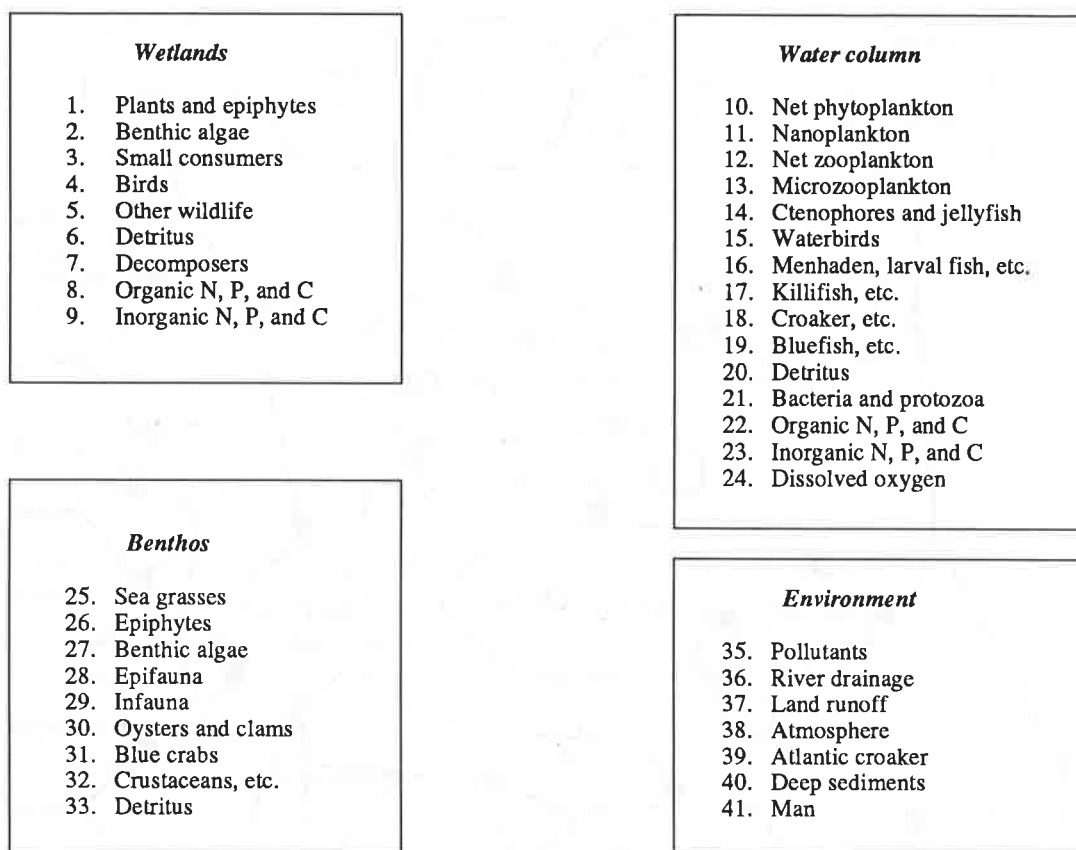 Wetlands
1. Plants and epiphytes
2. Benthic algae
3. Small consumers
4. Birds
5. Other wildlife
6. Detritus
7. Decomposers
8. Organic N, P, and C
9. Inorganic N, P, and C
Water column
10. Net phytoplankton
11. Nanoplankton
12. Net zooplankton
13. Microzooplankton
14. Ctenophores and jellyfish
15. Waterbirds
16. Menhaden, larval fish, etc.
17. Killifish, etc.
18. Croaker, etc.
19. Bluefish, etc.
20. Detritus
21. Bacteria and protozoa
22. Organic N, P, and C
23. Inorganic N, P, and C
24. Dissolved oxygen
Benthos
25. Sea grasses
26. Epiphytes
27. Benthic algae
28. Epifauna
29. Infauna
30. Oysters and clams
31. Blue crabs
32. Crustaceans, etc.
33. Detritus
Environment
35. Pollutants
36. River drainage
37. Land runoff
38. Atmosphere
39. Atlantic croaker
40. Deep sediments
41. Man